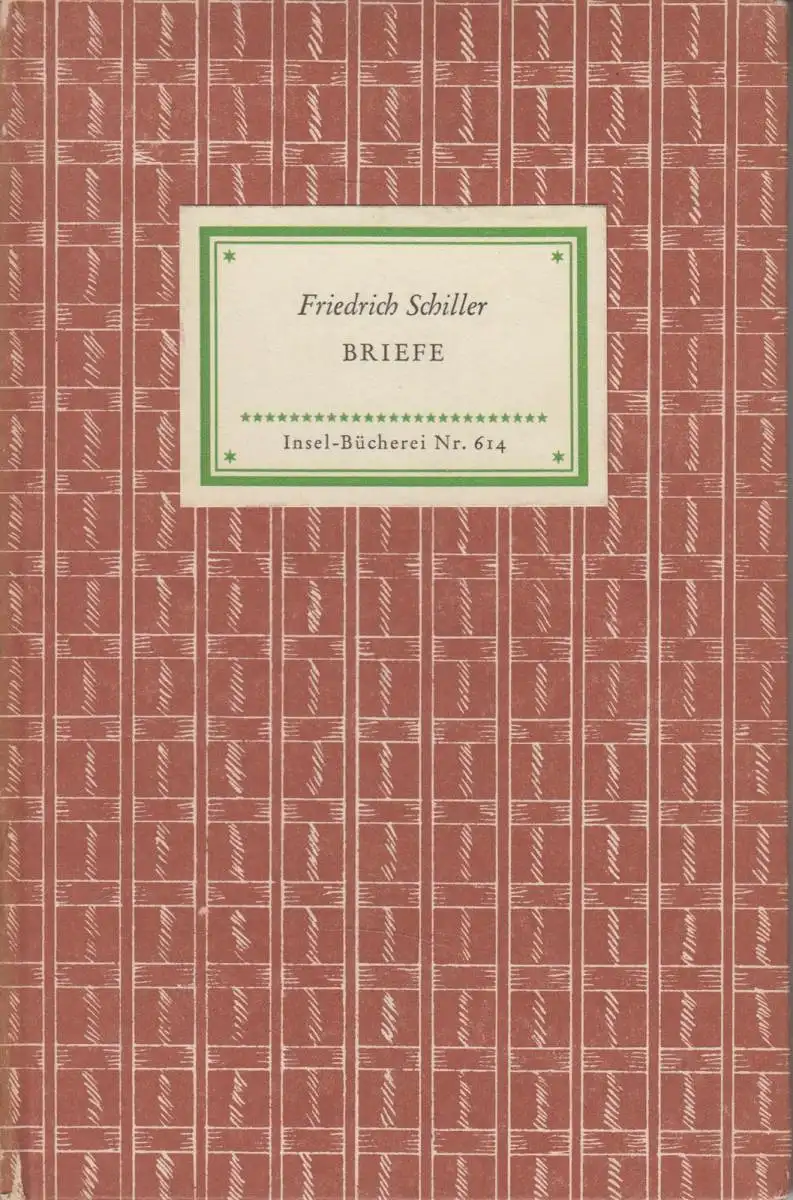 Friedrich Schiller
BRIEFE
Insel-Bücherei Nr. 614